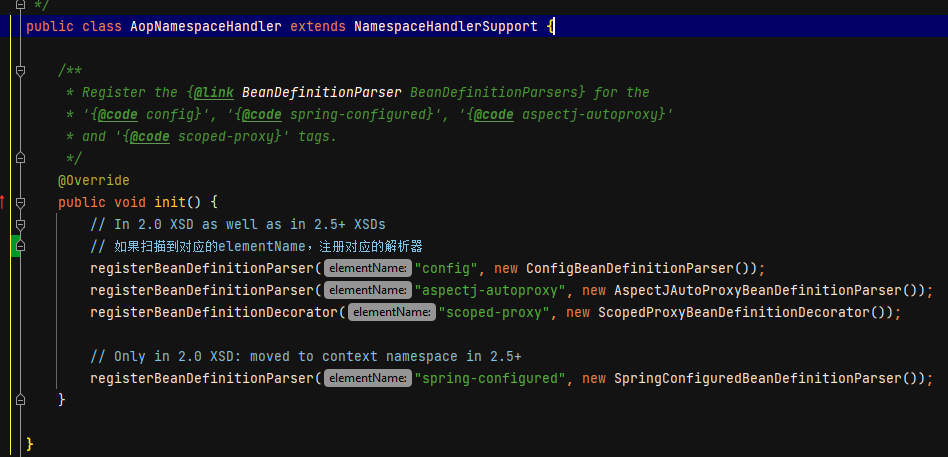 */
public class AopNamespaceHandler extends NamespaceHandlerSupport {
/**
* Register the {@link BeanDefinitionParser BeanDefinitionParsers} for the
* '{@code config}', '{@code spring-configured}', '{@code aspectj-autoproxy}'
* and '{@code scoped-proxy}' tags.
*/
@Override
public void init() {
// In 2.0 XSD as well as in 2.5+ XSDs
// 如果扫描到对应的elementName，注册对应的解析器
registerBeanDefinitionParser( elementName: "config", new ConfigBeanDefinitionParser());
registerBeanDefinitionParser( elementName: "aspectj-autoproxy", new AspectJAutoProxyBeanDefinitionParser());
registerBeanDefinitionDecorator( elementName: "scoped-proxy", new ScopedProxyBeanDefinitionDecorator());
// Only in 2.0 XSD: moved to context namespace in 2.5+
registerBeanDefinitionParser( elementName: "spring-configured", new SpringConfiguredBeanDefinitionParser());
}
}